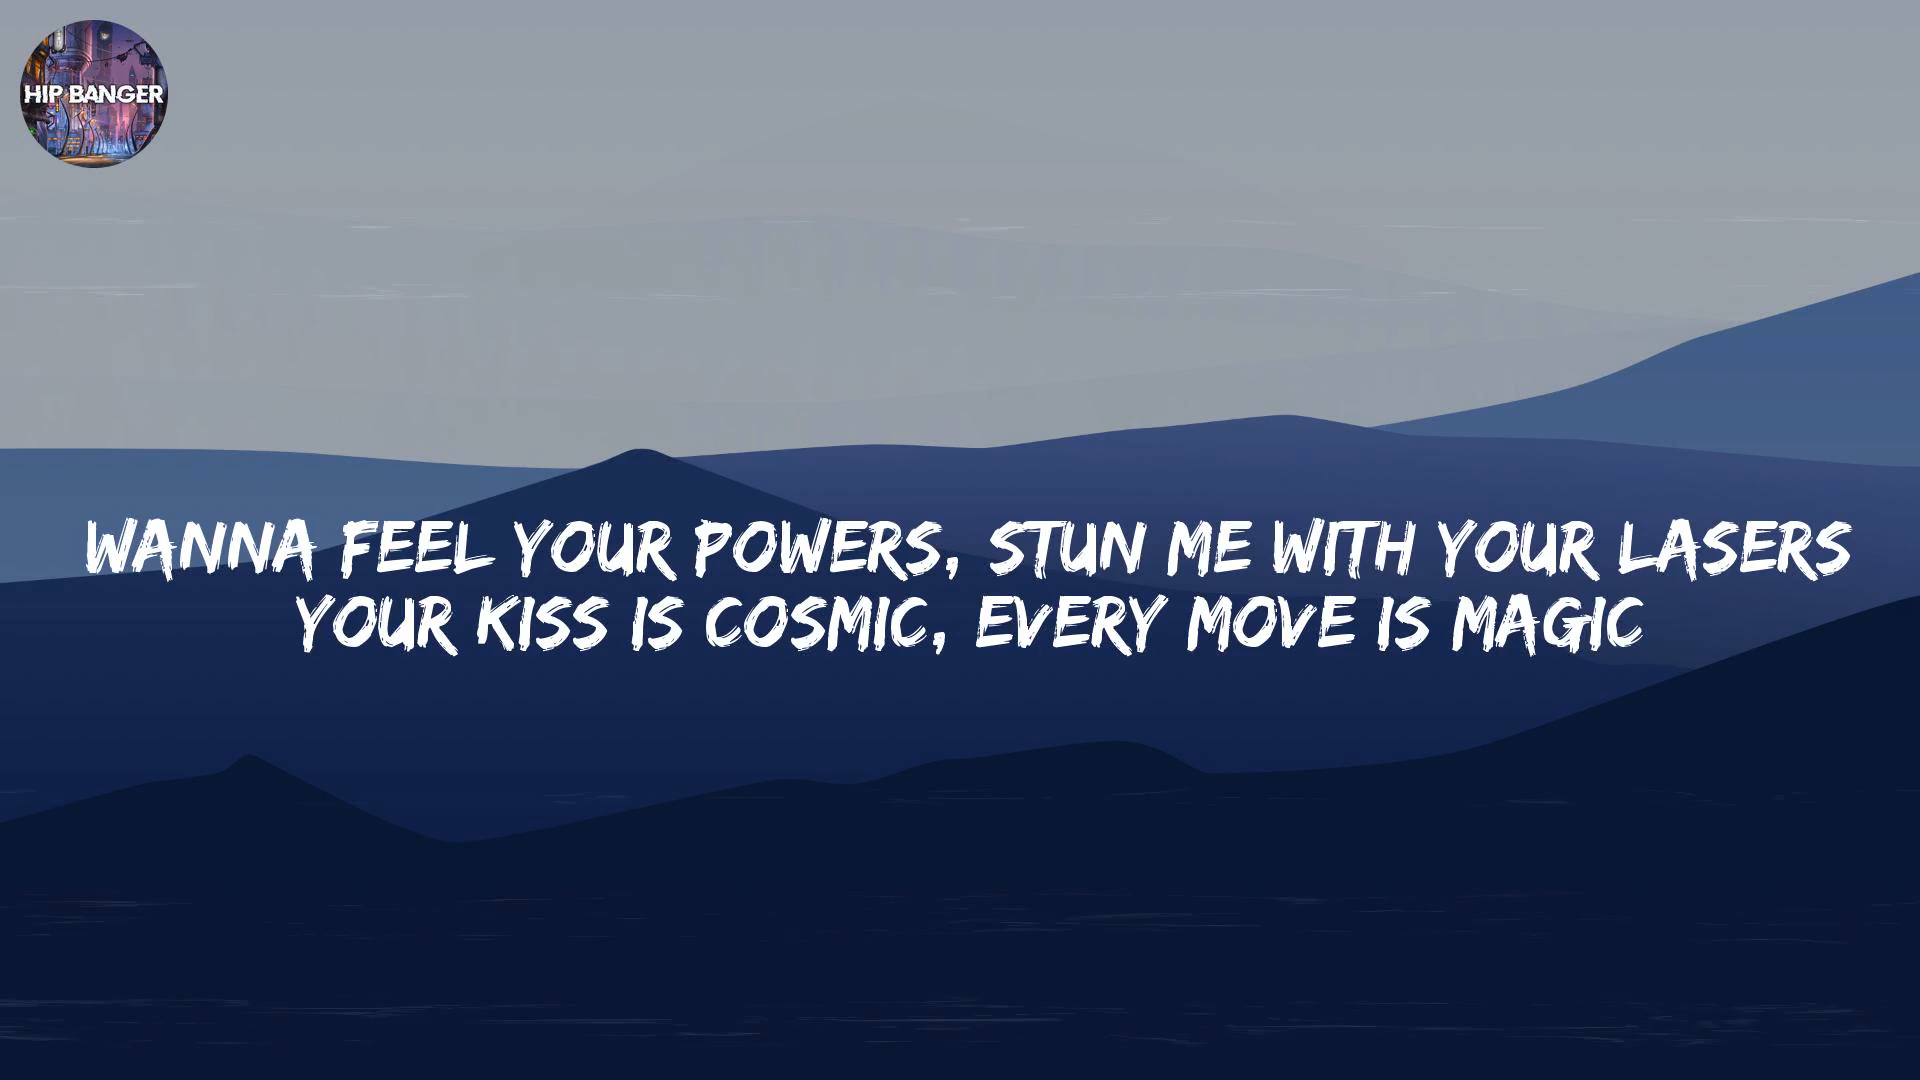 HIP BANGER
WANNA FEEL YOUR POWERS, STUN ME WITH YOUR LASERS
YOUR KISS IS COSMIC, EVERY MOVE IS MAGIC